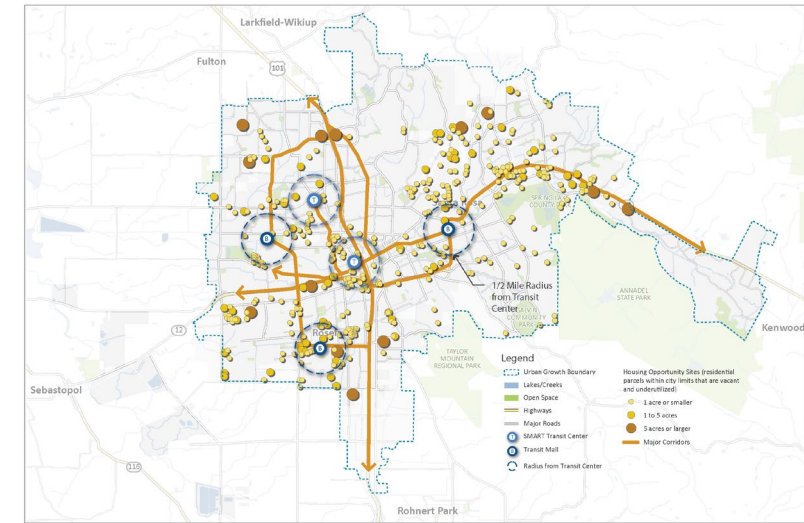 Larkfield-Wikiup
Fulton
101
1/2 Mile Radius
from Transit
Center
ANNADEL
STATE PARK
COMMUNITY
PARK
12
Kenwood
Rosel
TAYLOR
MOUNTAIN
REGIONAL PARK
Sebastopol
116
Rohnert Park
Legend
Urban Growth Boundary
Lakes/Creeks
Open Space
Highways
Major Roads
SMART Transit Center
Transit Mall
Radius from Transit Center
Housing Opportunity Sites (residential
parcels within city limits that are vacant
and underutilized)
1 acre or smaller
1 to 5 acres
5 acres or larger
Major Corridors